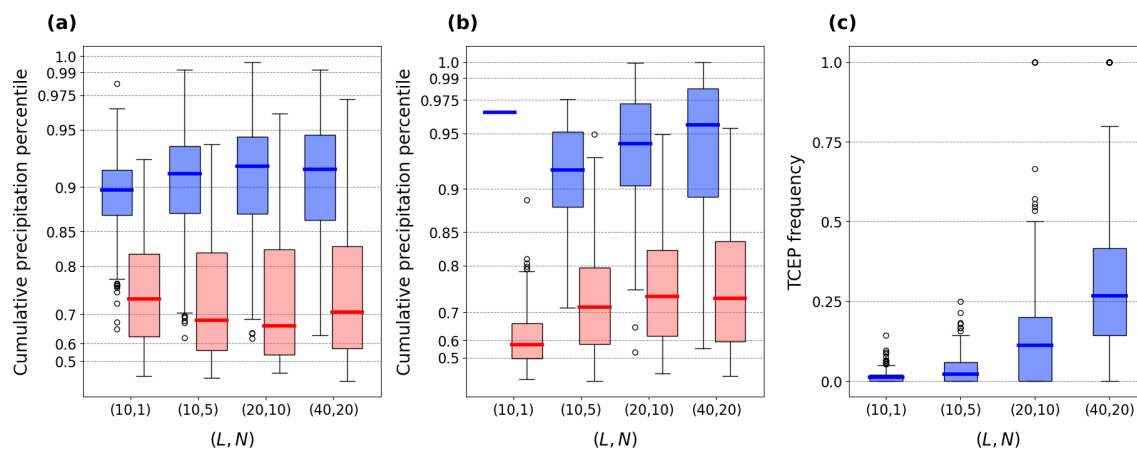 (a)
Cumulative precipitation percentile
1.0
0.99
0.975
0.95
0.9
0.85
0.8
0.7
0.6
0.5
(10,1) (10,5) (20,10) (40,20)
(L, N)
(b)
Cumulative precipitation percentile
1.0
0.99
0.975
0.95
0.9
0.85
0.8
0.7
0.6
0.5
(10,1) (10,5) (20,10) (40,20)
(L, N)
(c)
TCEP frequency
1.0
0.75
0.5
0.25
0.0
(10,1) (10,5) (20,10) (40,20)
(L, N)